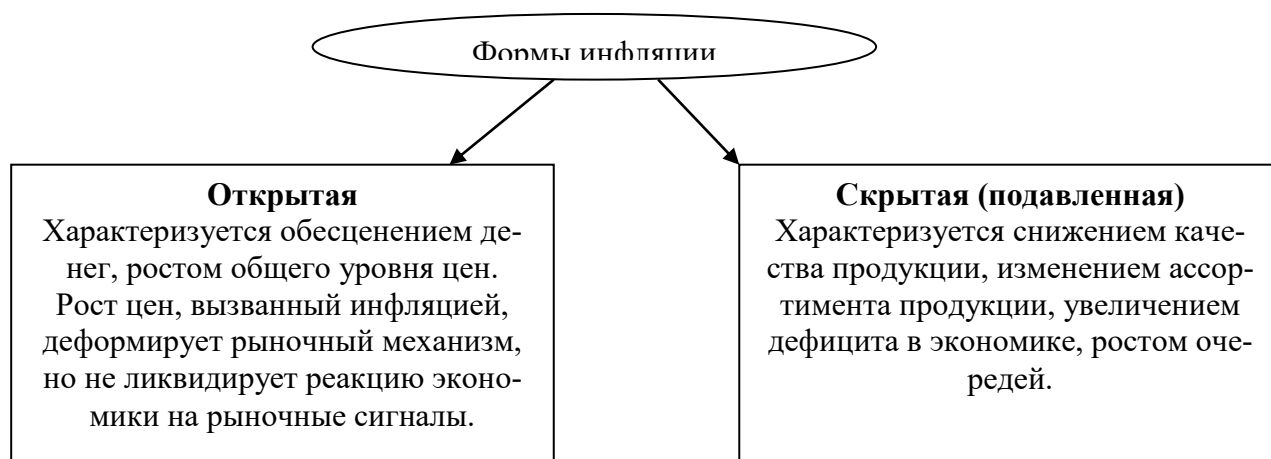 Формы инфляции
Открытая
Характеризуется обесценением де-
нег, ростом общего уровня цен.
Рост цен, вызванный инфляцией,
деформирует рыночный механизм,
но не ликвидирует реакцию эконо-
мики на рыночные сигналы.
Скрытая (подавленная)
Характеризуется снижением каче-
ства продукции, изменением ассор-
тимента продукции, увеличением
дефицита в экономике, ростом оче-
редей.